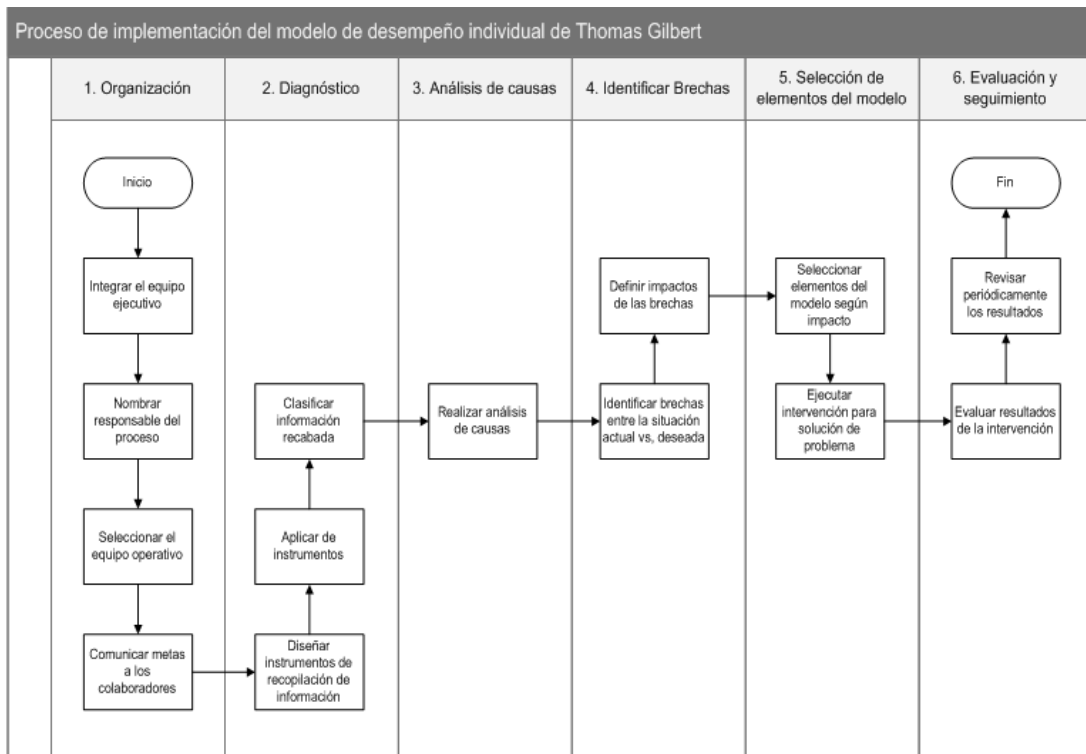 Proceso de implementación del modelo de desempeño individual de Thomas Gilbert
1. Organización
2. Diagnóstico
3. Análisis de causas
4. Identificar Brechas
5. Selección de
elementos del modelo
6. Evaluación y
seguimiento
Inicio
Integrar el equipo
ejecutivo
Nombrar
responsable del
proceso
Seleccionar el
equipo operativo
Comunicar metas
a los
colaboradores
Diseñar
instrumentos de
recopilación de
información
Aplicar de
instrumentos
Clasificar
información
recabada
Realizar análisis
de causas
Identificar brechas
entre la situación
actual vs, deseada
Definir impactos
de las brechas
Seleccionar
elementos del
modelo según
impacto
Ejecutar
intervención para
solución de
problema
Evaluar resultados
de la intervención
Revisar
periódicamente
los resultados
Fin